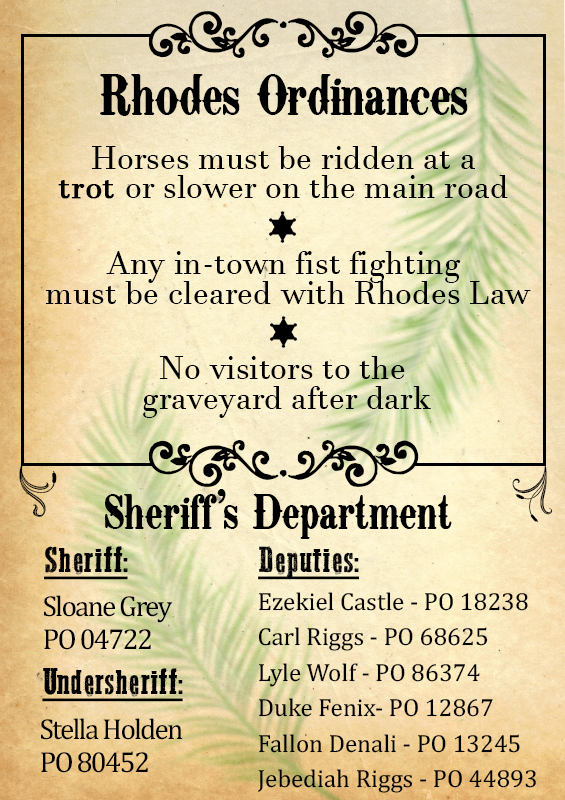 Rhodes Ordinances
Horses must be ridden at a
trot or slower on the main road
Any in-town fist fighting
must be cleared with Rhodes Law
No visitors to the
graveyard after dark
Sheriff's Department
Sheriff:
Sloane Grey
PO 04722
Undersheriff:
Stella Holden
PO 80452
Deputies:
Ezekiel Castle - PO 18238
Carl Riggs - PO 68625
Lyle Wolf - PO 86374
Duke Fenix- PO 12867
Fallon Denali - PO 13245
Jebediah Riggs - PO 44893